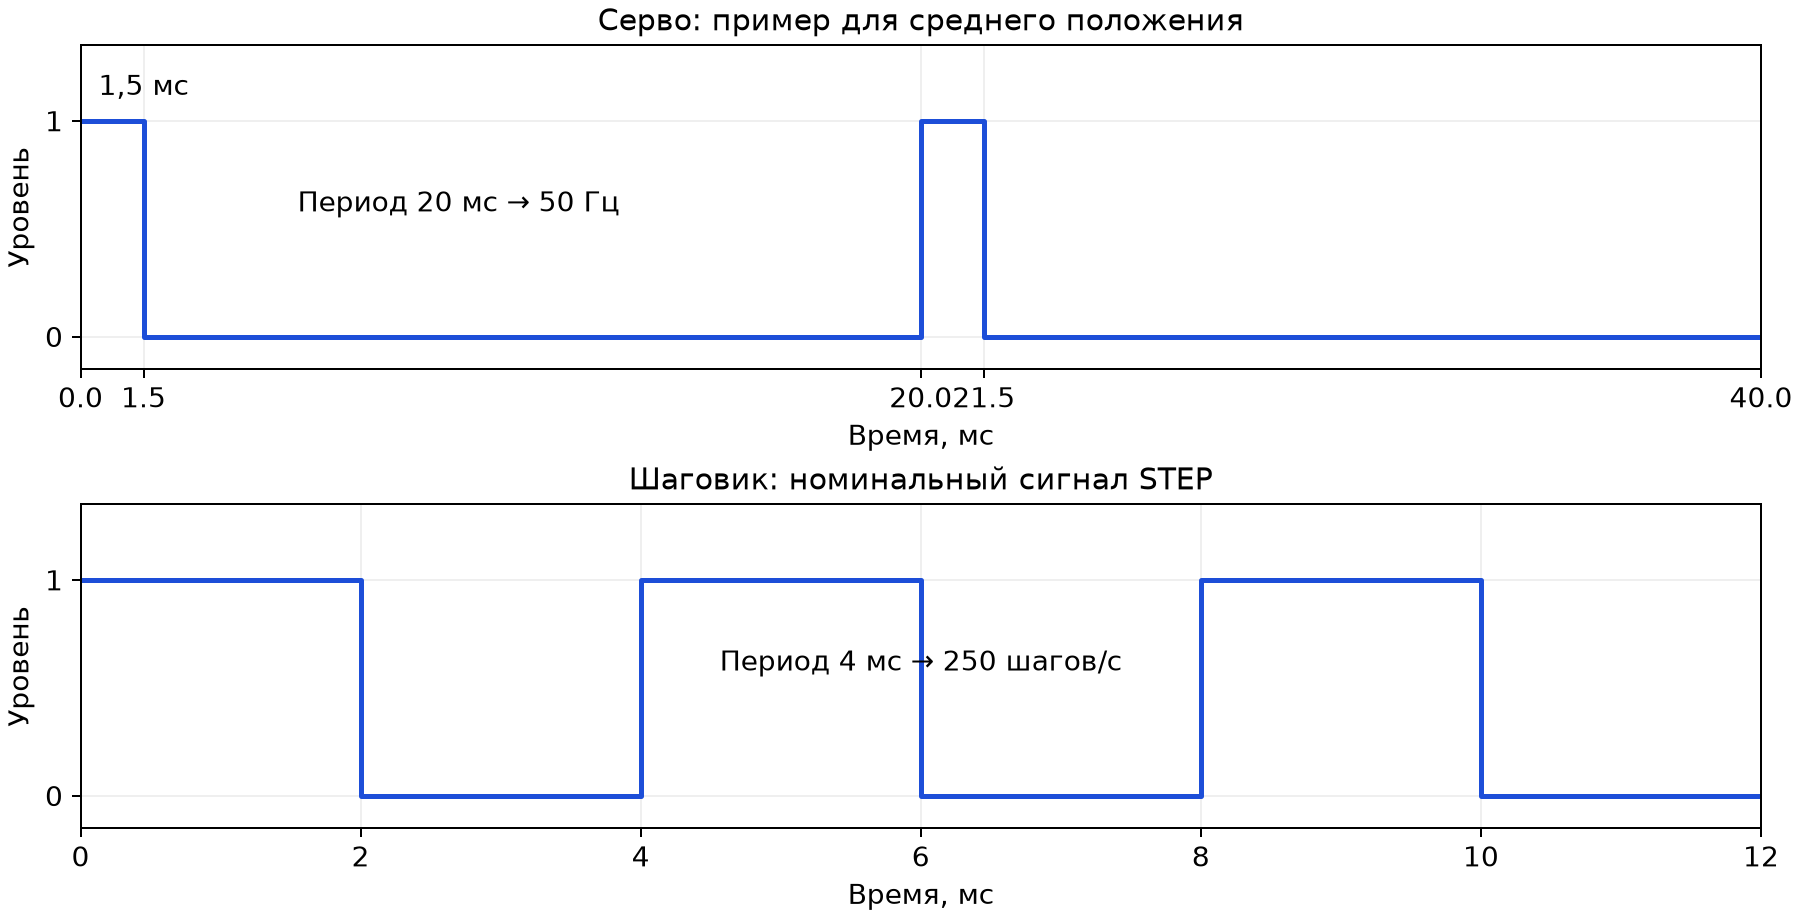 Серво: пример для среднего положения
1,5 мс
1
Период 20 мс → 50 Гц
Уровень
0
0.0 1.5 20.0 21.5 40.0
Время, мс
Шаговик: номинальный сигнал STEP
1
Период 4 мс → 250 шагов/с
Уровень
0
0 2 4 6 8 10 12
Время, мс